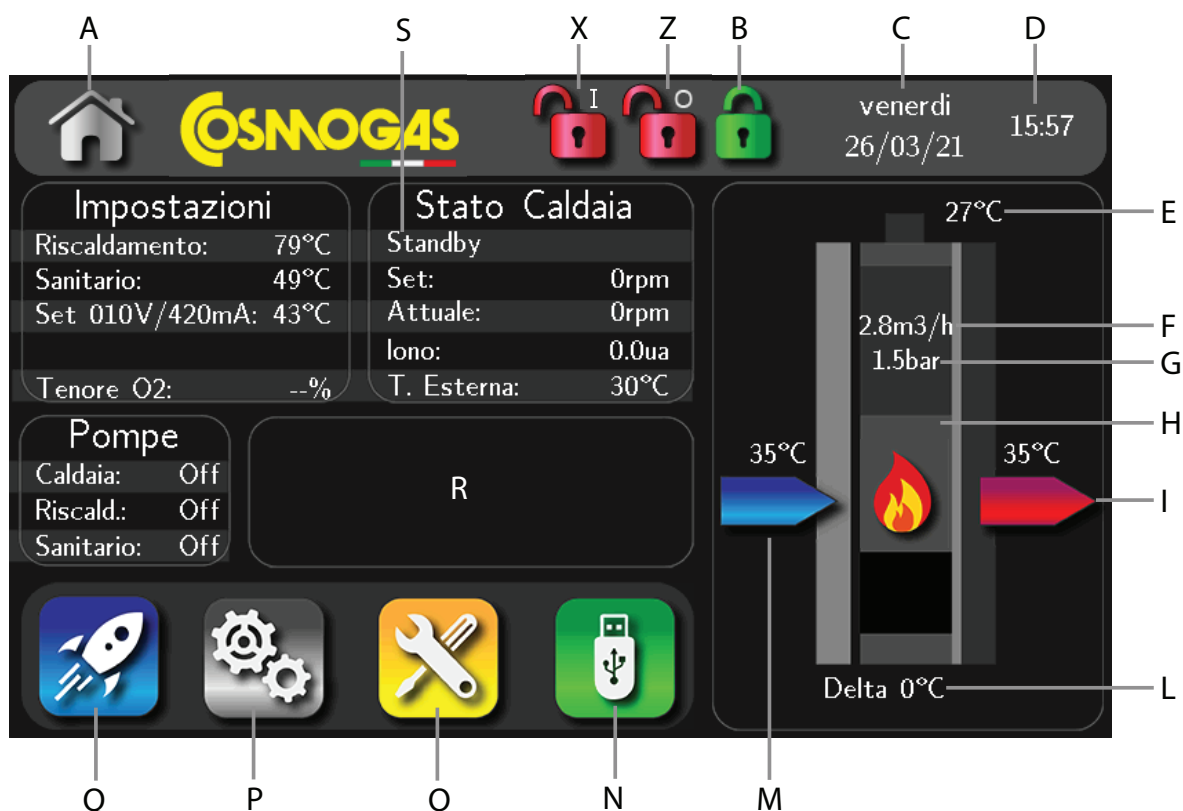 A S X Z B C D
COSMOGAS
I O
venerdi
26/03/21
15:57
Impostazioni
Riscaldamento: 79°C
Sanitario: 49°C
Set 010V/420mA: 43°C
Tenore O2: --%
Stato Caldaia
Standby
Set: 0rpm
Attuale: 0rpm
Iono: 0.0ua
T. Esterna: 30°C
Pompe
Caldaia: Off
Riscald.: Off
Sanitario: Off
R
27°C E
2.8m3/h F
1.5bar G
H
35°C 35°C
I
Delta 0°C L
O P O N M